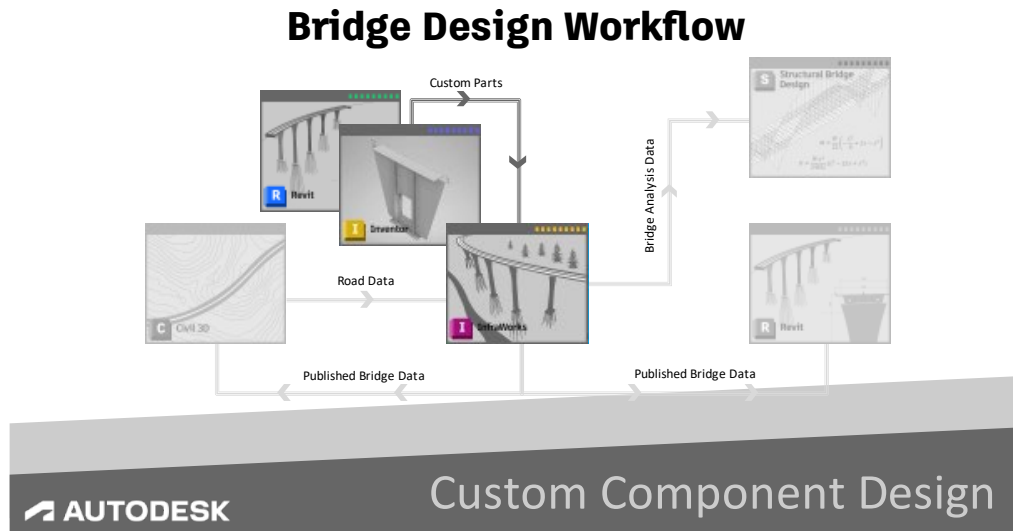 Bridge Design Workflow
Custom Parts
S
Structural Bridge
Design
R
Revit
I
Inventor
Bridge Analysis Data
Road Data
C
Civil 3D
I
InfraWorks
R
Revit
Published Bridge Data
Published Bridge Data
AUTODESK
Custom Component Design